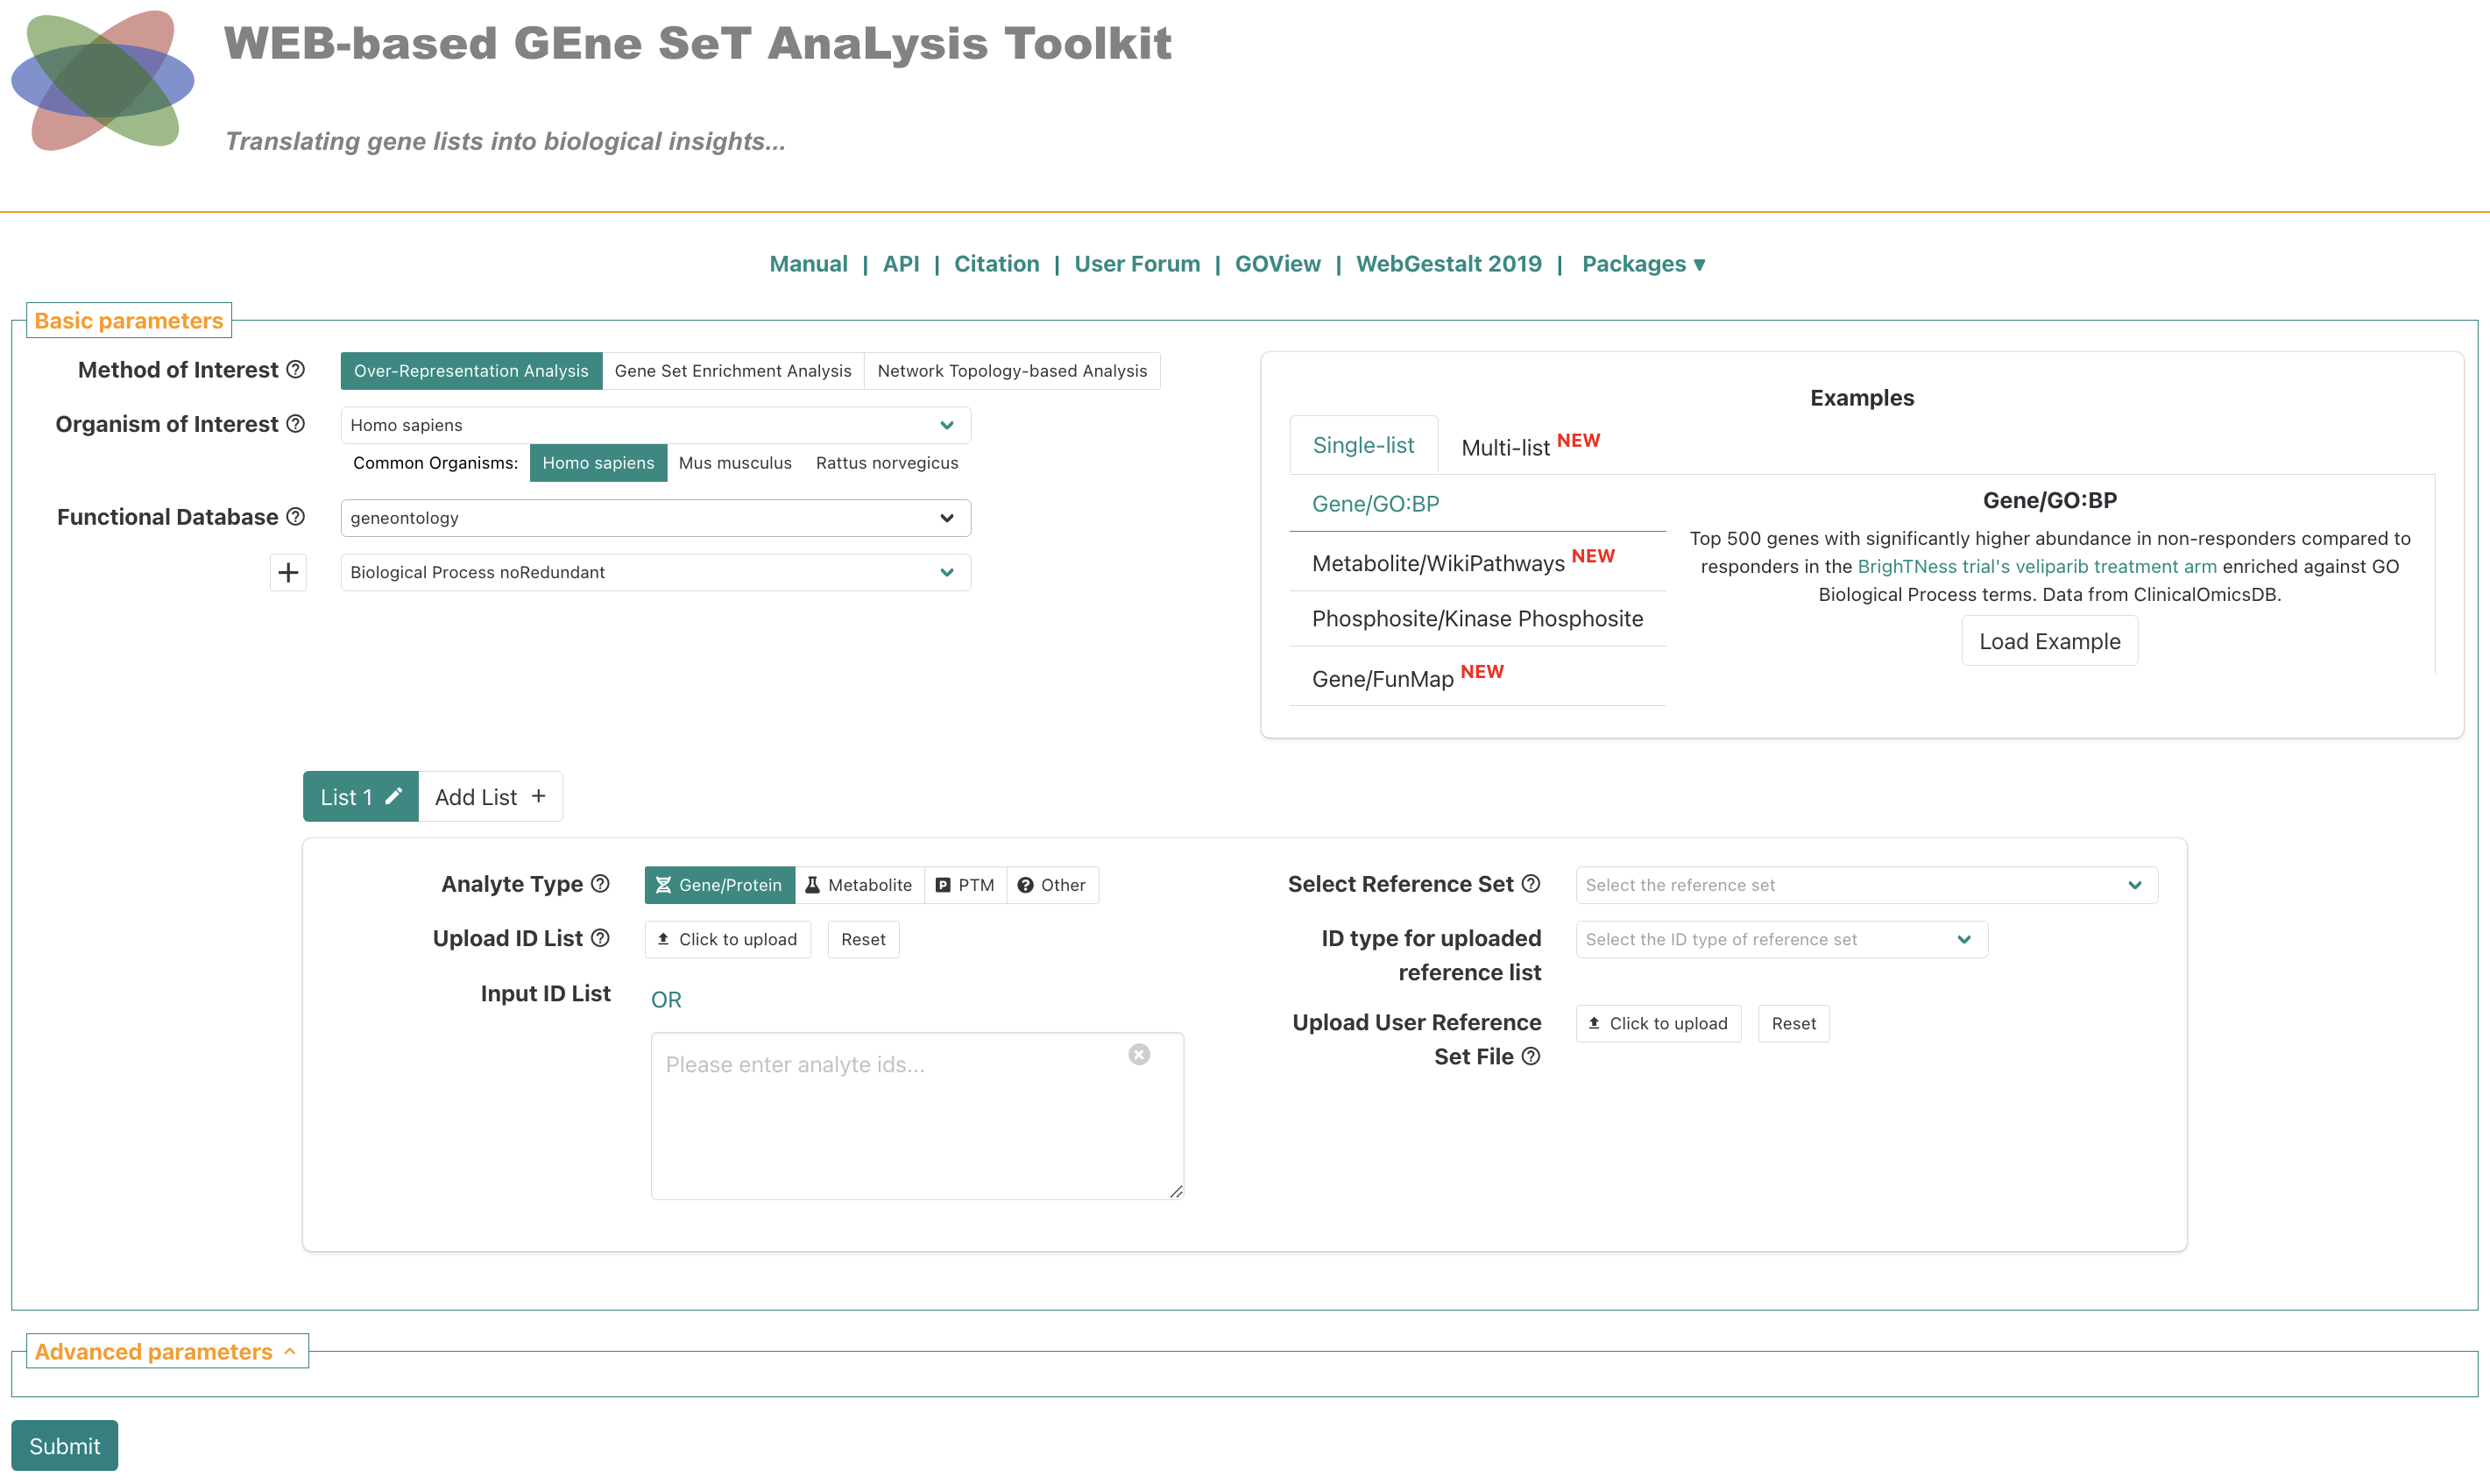 WEB-based GEne SeT AnaLysis Toolkit
Translating gene lists into biological insights...
Manual | API | Citation | User Forum | GOView | WebGestalt 2019 | Packages ▼
Basic parameters
Method of Interest
Over-Representation Analysis
Gene Set Enrichment Analysis
Network Topology-based Analysis
Organism of Interest
Homo sapiens
Common Organisms:
Homo sapiens
Mus musculus
Rattus norvegicus
Functional Database
geneontology
Biological Process noRedundant
Examples
Single-list
Multi-list NEW
Gene/GO:BP
Metabolite/WikiPathways NEW
Phosphosite/Kinase Phosphosite
Gene/FunMap NEW
Gene/GO:BP
Top 500 genes with significantly higher abundance in non-responders compared to
responders in the BrighTNess trial's veliparib treatment arm enriched against GO
Biological Process terms. Data from ClinicalOmicsDB.
Load Example
List 1
Add List +
Analyte Type
Gene/Protein
Metabolite
PTM
Other
Upload ID List
Click to upload
Reset
Input ID List
OR
Please enter analyte ids...
Select Reference Set
Select the reference set
ID type for uploaded
reference list
Select the ID type of reference set
Upload User Reference
Set File
Click to upload
Reset
Advanced parameters
Submit